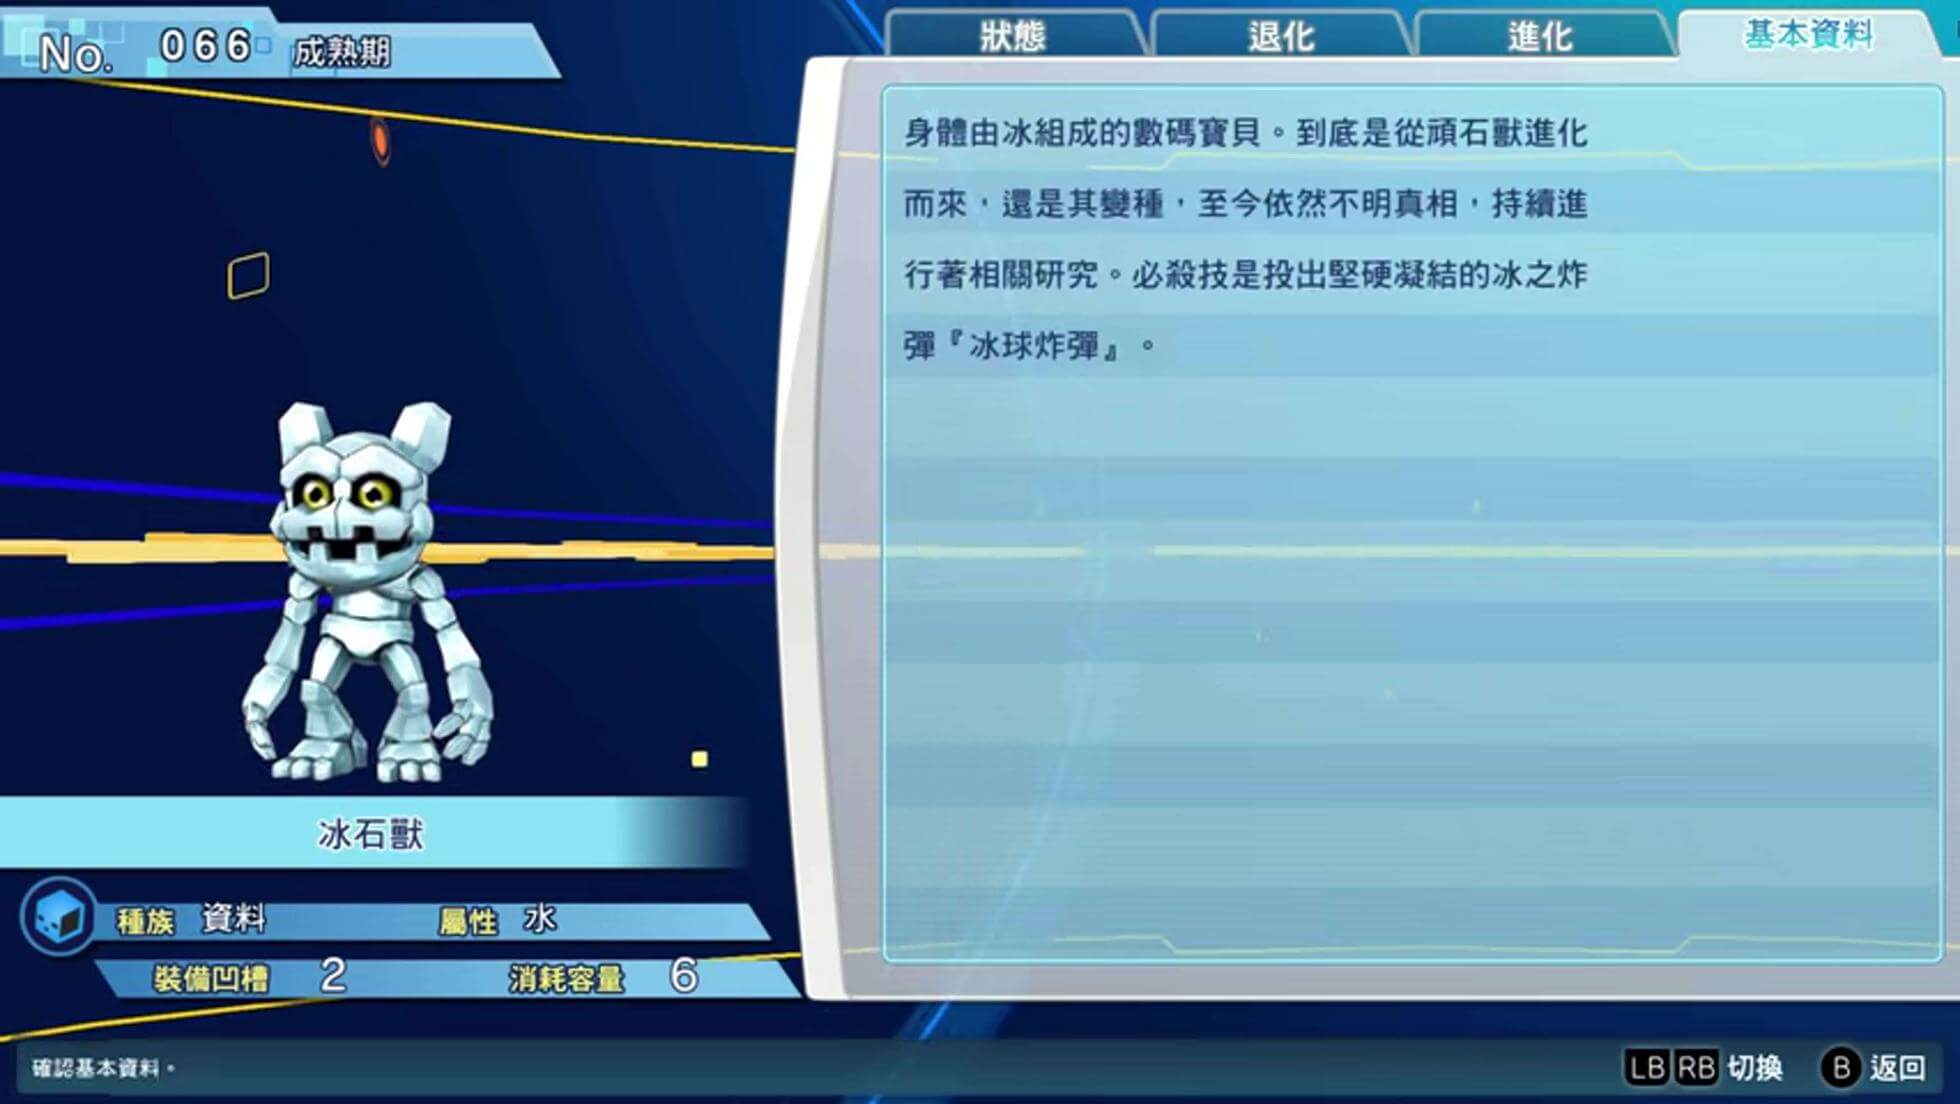 No. 066 成熟期
狀態 退化 進化 基本資料
身體由冰組成的數碼寶貝。到底是從頑石獸進化
而來，還是其變種，至今依然不明真相，持續進
行著相關研究。必殺技是投出堅硬凝結的冰之炸
彈『冰球炸彈』。
冰石獸
種族 資料 屬性 水
裝備凹槽 2 消耗容量 6
確認基本資料。
LB RB 切換 B 返回